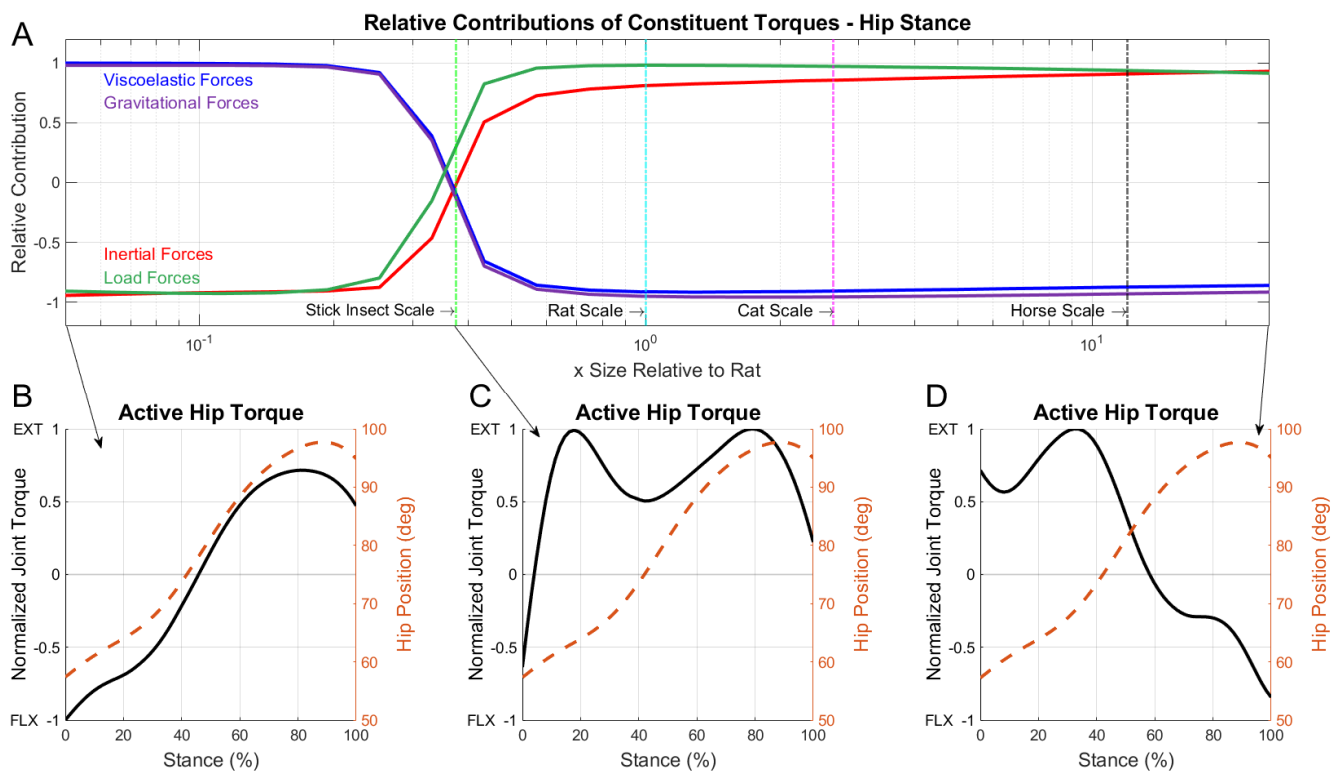 A
Relative Contributions of Constituent Torques - Hip Stance
Relative Contribution
1
0.5
0
-0.5
-1
Viscoelastic Forces
Gravitational Forces
Inertial Forces
Load Forces
Stick Insect Scale →
Rat Scale →
Cat Scale →
Horse Scale →
10⁻¹
10⁰
10¹
x Size Relative to Rat
B
Active Hip Torque
Normalized Joint Torque
EXT 1
0.5
0
-0.5
FLX -1
0 20 40 60 80 100
Stance (%)
100
90
80
70
60
50
Hip Position (deg)
C
Active Hip Torque
Normalized Joint Torque
EXT 1
0.5
0
-0.5
FLX -1
0 20 40 60 80 100
Stance (%)
100
90
80
70
60
50
Hip Position (deg)
D
Active Hip Torque
Normalized Joint Torque
EXT 1
0.5
0
-0.5
FLX -1
0 20 40 60 80 100
Stance (%)
100
90
80
70
60
50
Hip Position (deg)